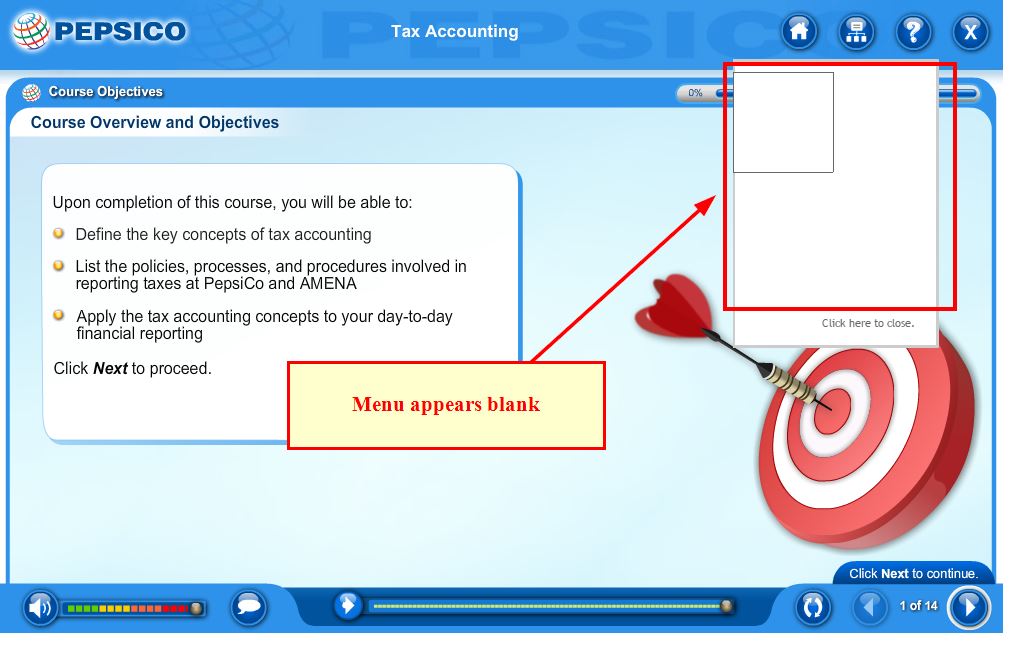 PEPSICO
Tax Accounting
PEPSICO
?
X
Course Objectives
0%
Course Overview and Objectives
Upon completion of this course, you will be able to:
Define the key concepts of tax accounting
List the policies, processes, and procedures involved in
reporting taxes at PepsiCo and AMENA
Apply the tax accounting concepts to your day-to-day
financial reporting
Click Next to proceed.
Click here to close.
Menu appears blank
Click Next to continue.
1 of 14